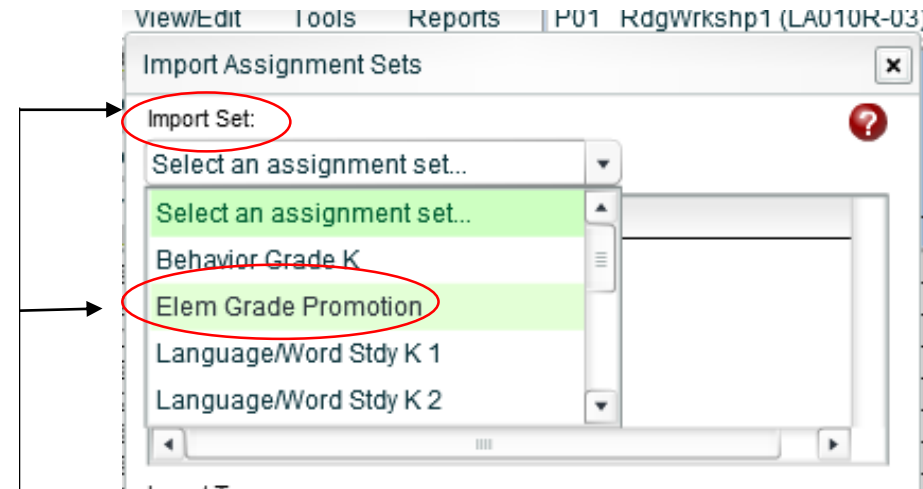 View/Edit Tools Reports P01 RdgWrkshp1 (LA010R-03)
Import Assignment Sets
Import Set:
?
Select an assignment set...
Select an assignment set...
Behavior Grade K
Elem Grade Promotion
Language/Word Stdy K 1
Language/Word Stdy K 2